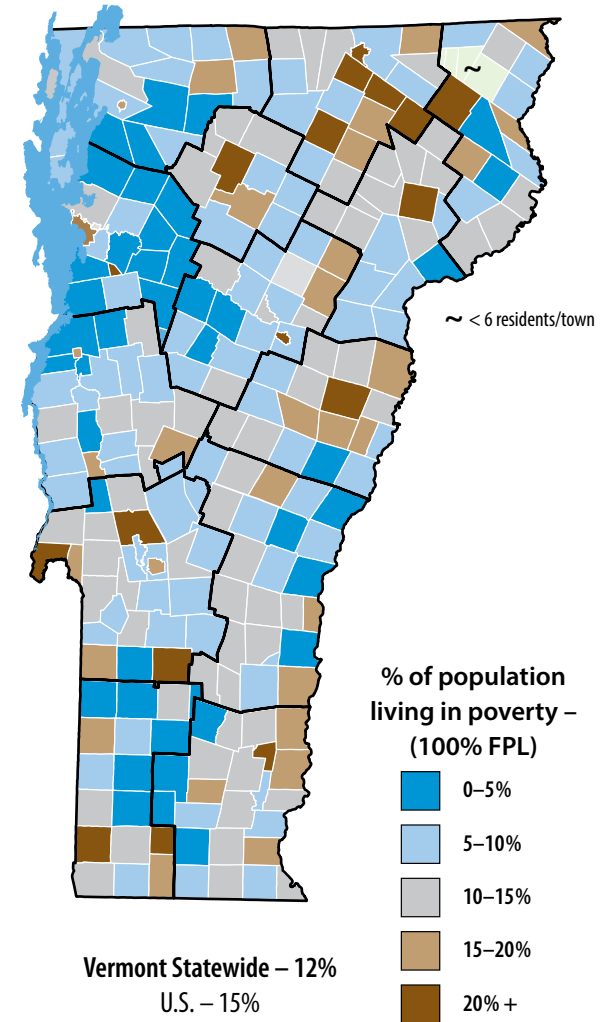 ~
~ < 6 residents/town
% of population
living in poverty –
(100% FPL)
0–5%
5–10%
10–15%
15–20%
20% +
Vermont Statewide – 12%
U.S. – 15%